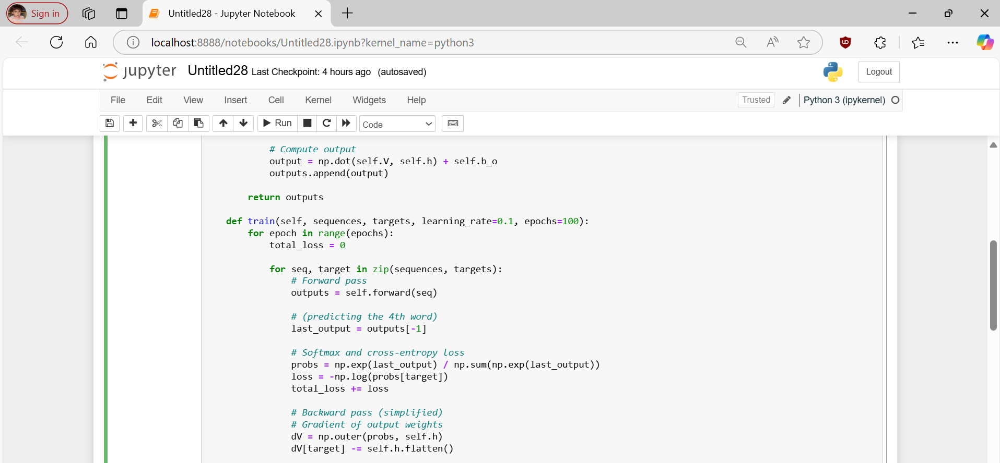 Sign in
Untitled28 - Jupyter Notebook
localhost:8888/notebooks/Untitled28.ipynb?kernel_name=python3
jupyter Untitled28 Last Checkpoint: 4 hours ago (autosaved)
Logout
File Edit View Insert Cell Kernel Widgets Help
Trusted Python 3 (ipykernel)
Run Code
# Compute output
output = np.dot(self.V, self.h) + self.b_o
outputs.append(output)
return outputs
def train(self, sequences, targets, learning_rate=0.1, epochs=100):
for epoch in range(epochs):
total_loss = 0
for seq, target in zip(sequences, targets):
# Forward pass
outputs = self.forward(seq)
# (predicting the 4th word)
last_output = outputs[-1]
# Softmax and cross-entropy loss
probs = np.exp(last_output) / np.sum(np.exp(last_output))
loss = -np.log(probs[target])
total_loss += loss
# Backward pass (simplified)
# Gradient of output weights
dV = np.outer(probs, self.h)
dV[target] -= self.h.flatten()